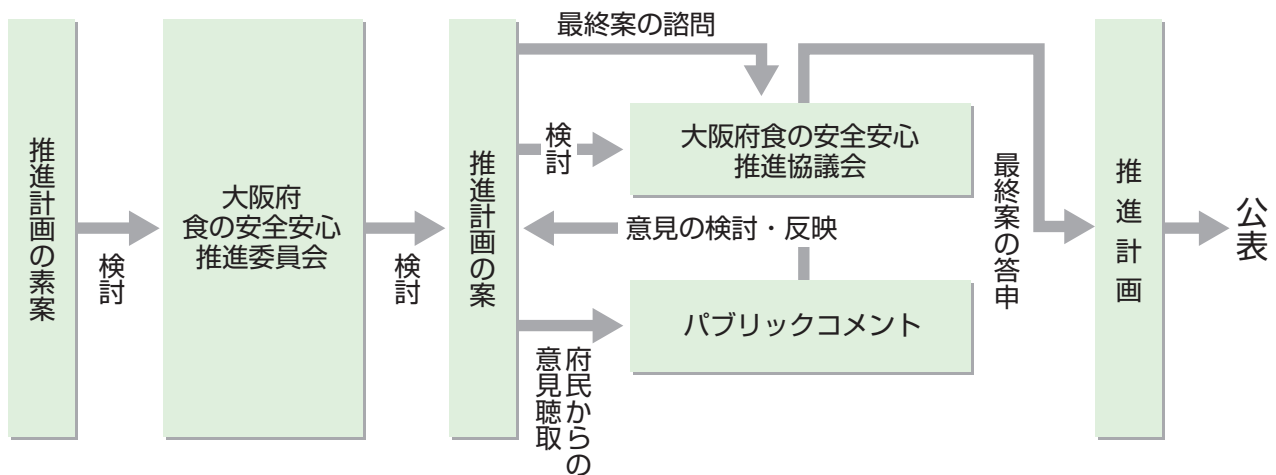 推進計画の素案
検討
大阪府
食の安全安心
推進委員会
検討
推進計画の案
最終案の諮問
検討
大阪府食の安全安心
推進協議会
意見の検討・反映
パブリックコメント
府民からの
意見聴取
最終案の答申
推進計画
公表